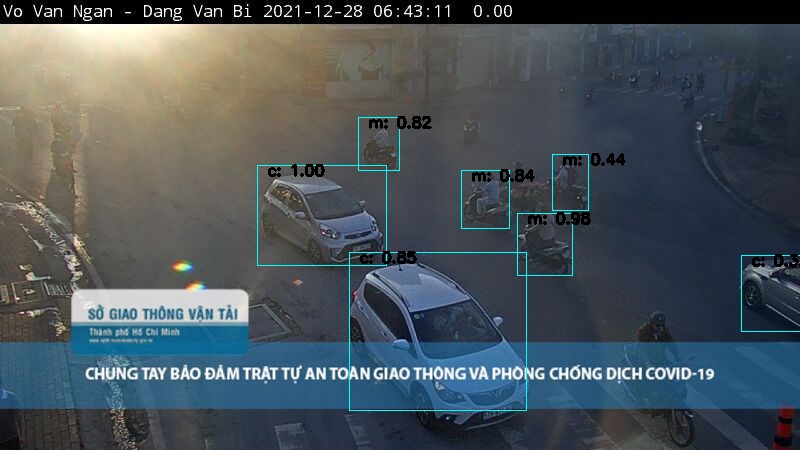 Vo Van Ngan - Dang Van Bi 2021-12-28 06:43:11 0.00
m: 0.82
m: 0.44
c: 1.00
m: 0.84
m: 0.98
c: 0.85
c: 0.3
SỞ GIAO THÔNG VẬN TẢI
Thành phố Hồ Chí Minh
CHUNG TAY BẢO ĐẢM TRẬT TỰ AN TOÀN GIAO THÔNG VÀ PHÒNG CHỐNG DỊCH COVID-19